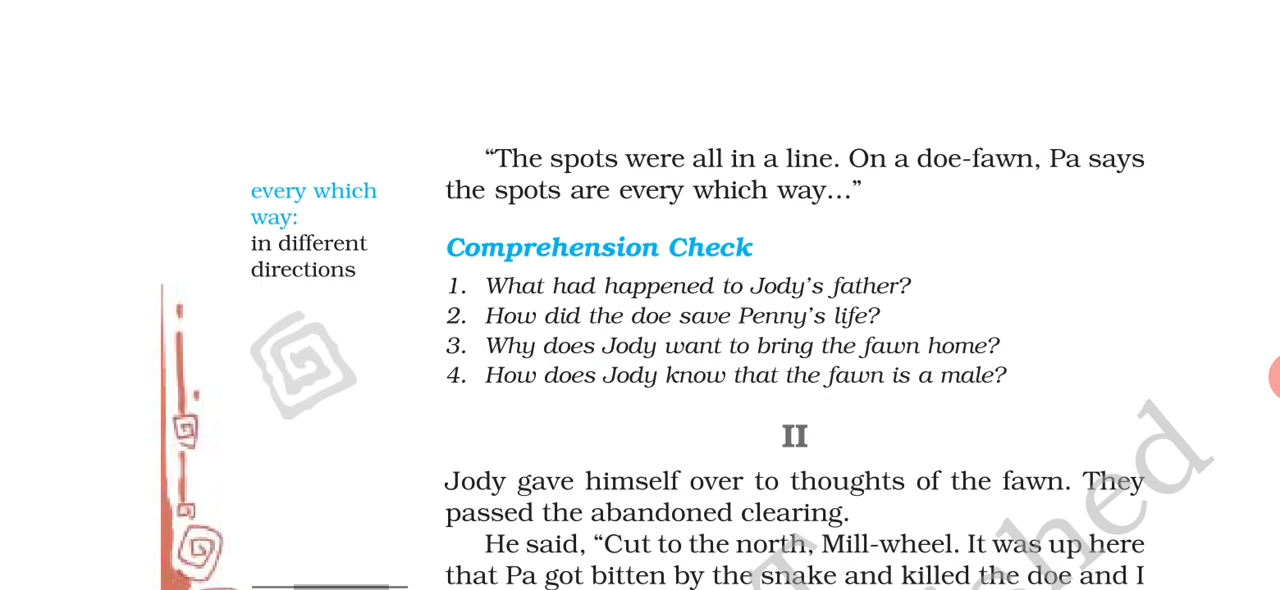 “The spots were all in a line. On a doe-fawn, Pa says
the spots are every which way…”
every which
way:
in different
directions
Comprehension Check
1. What had happened to Jody’s father?
2. How did the doe save Penny’s life?
3. Why does Jody want to bring the fawn home?
4. How does Jody know that the fawn is a male?
II
Jody gave himself over to thoughts of the fawn. They
passed the abandoned clearing.
He said, “Cut to the north, Mill-wheel. It was up here
that Pa got bitten by the snake and killed the doe and I